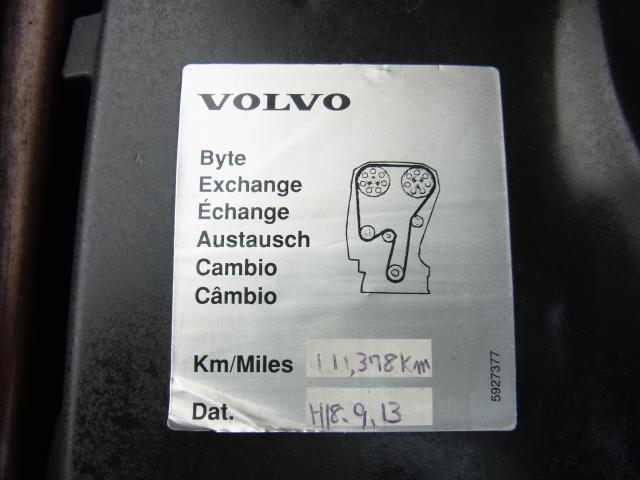 VOLVO
Byte
Exchange
Échange
Austausch
Cambio
Câmbio
Km/Miles 111,378Km
Dat. H18.9.13
5927377